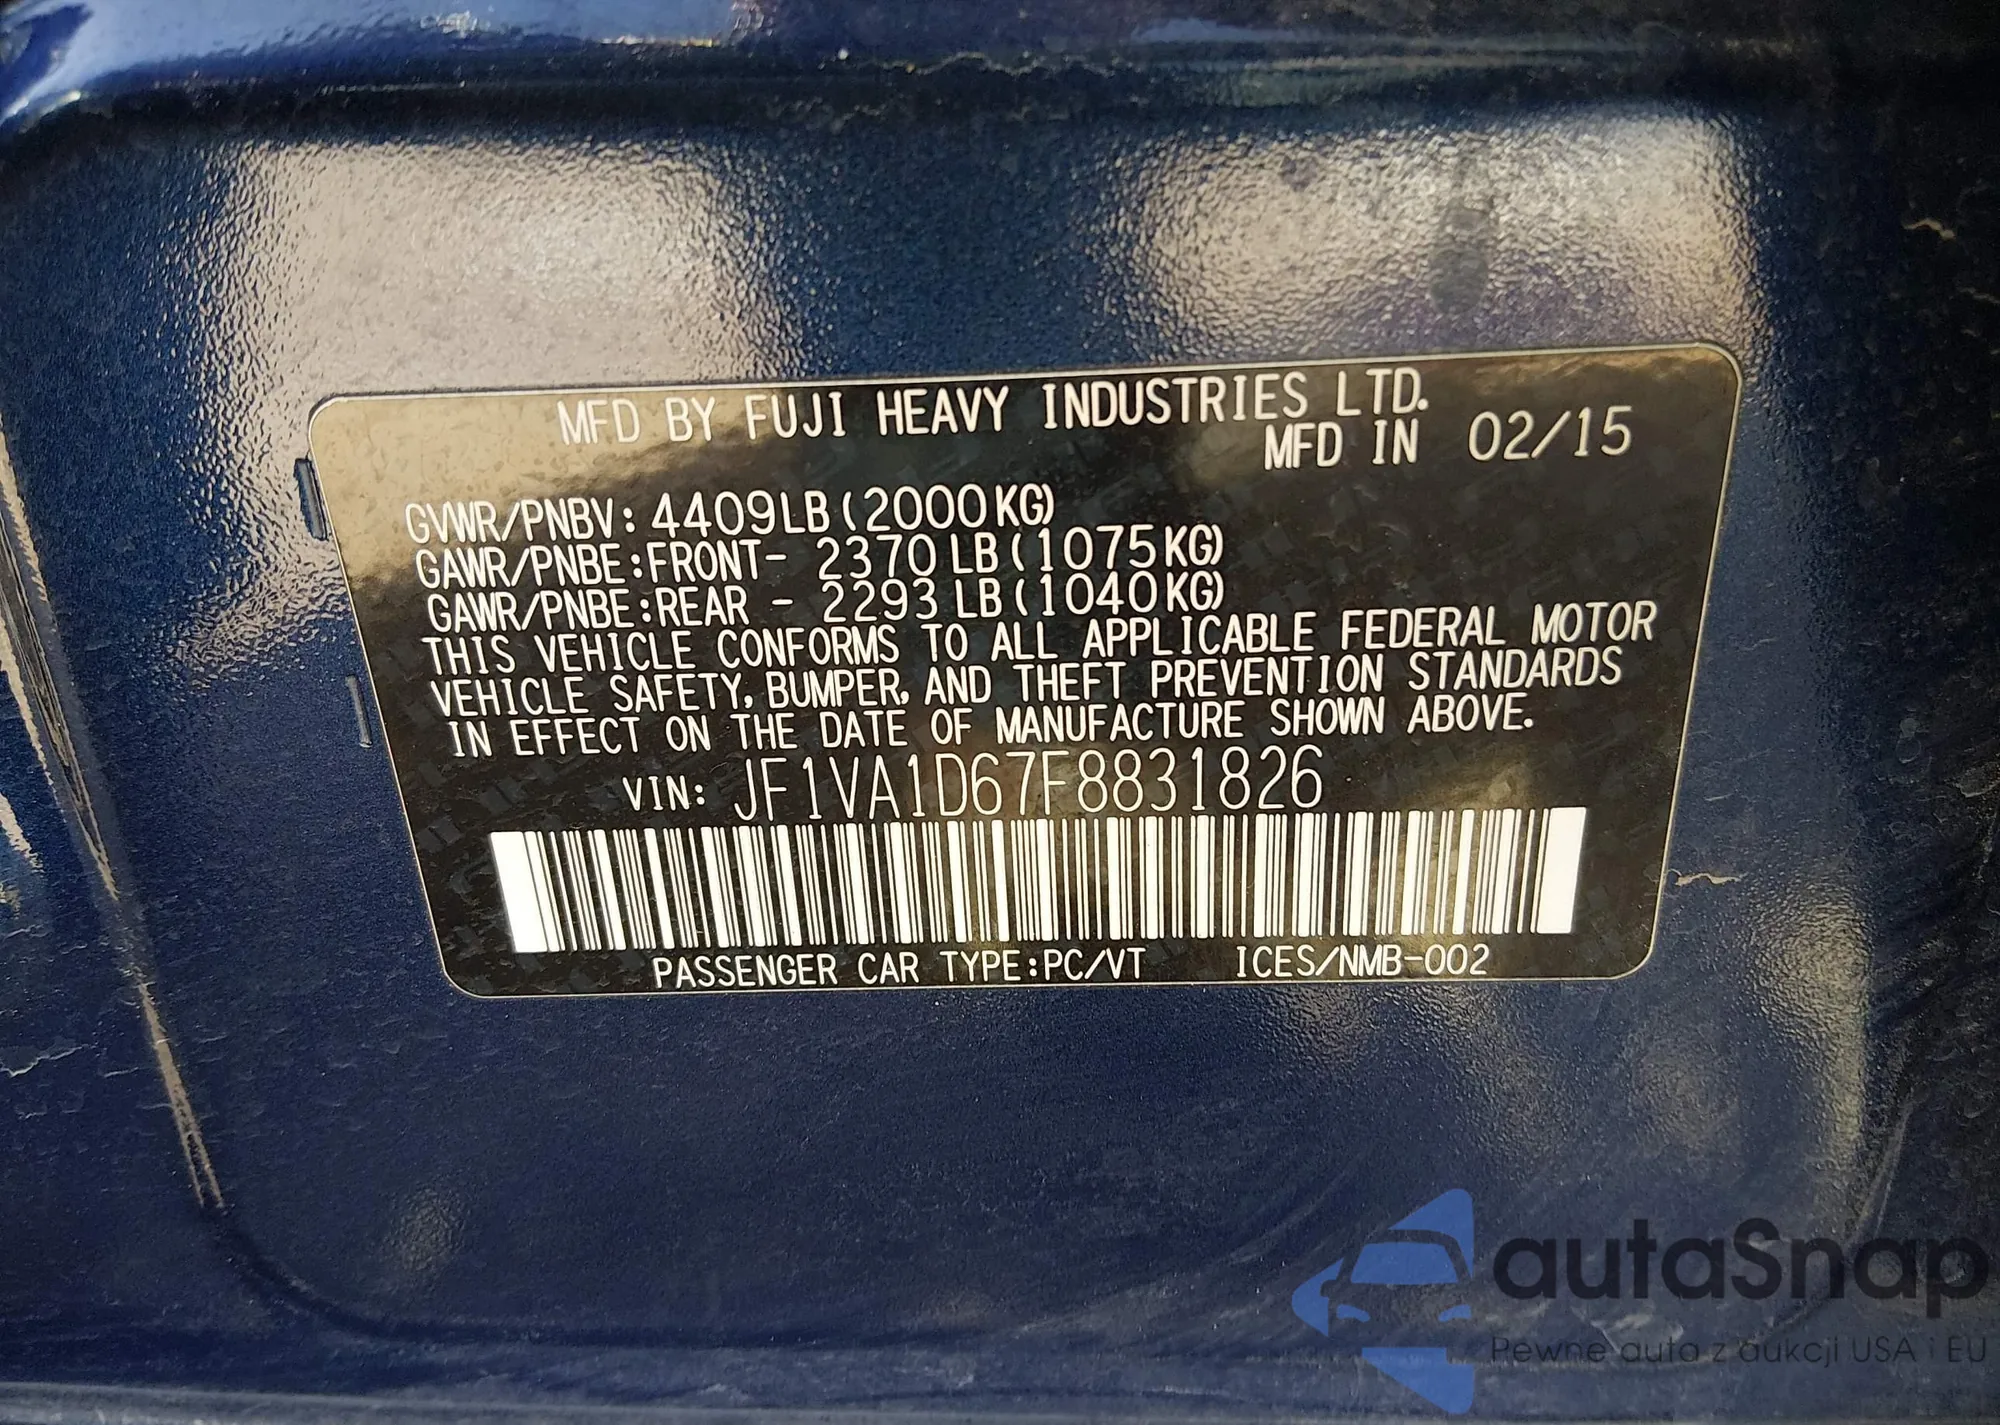 MFD BY FUJI HEAVY INDUSTRIES LTD.
MFD IN 02/15
GVWR/PNBV: 4409LB(2000KG)
GAWR/PNBE:FRONT- 2370LB(1075KG)
GAWR/PNBE:REAR - 2293LB(1040KG)
THIS VEHICLE CONFORMS TO ALL APPLICABLE FEDERAL MOTOR
VEHICLE SAFETY, BUMPER, AND THEFT PREVENTION STANDARDS
IN EFFECT ON THE DATE OF MANUFACTURE SHOWN ABOVE.
VIN: JF1VA1D67F8831826
PASSENGER CAR TYPE:PC/VT ICES/NMB-002
autaSnap
Pewne auta z aukcji USA i EU